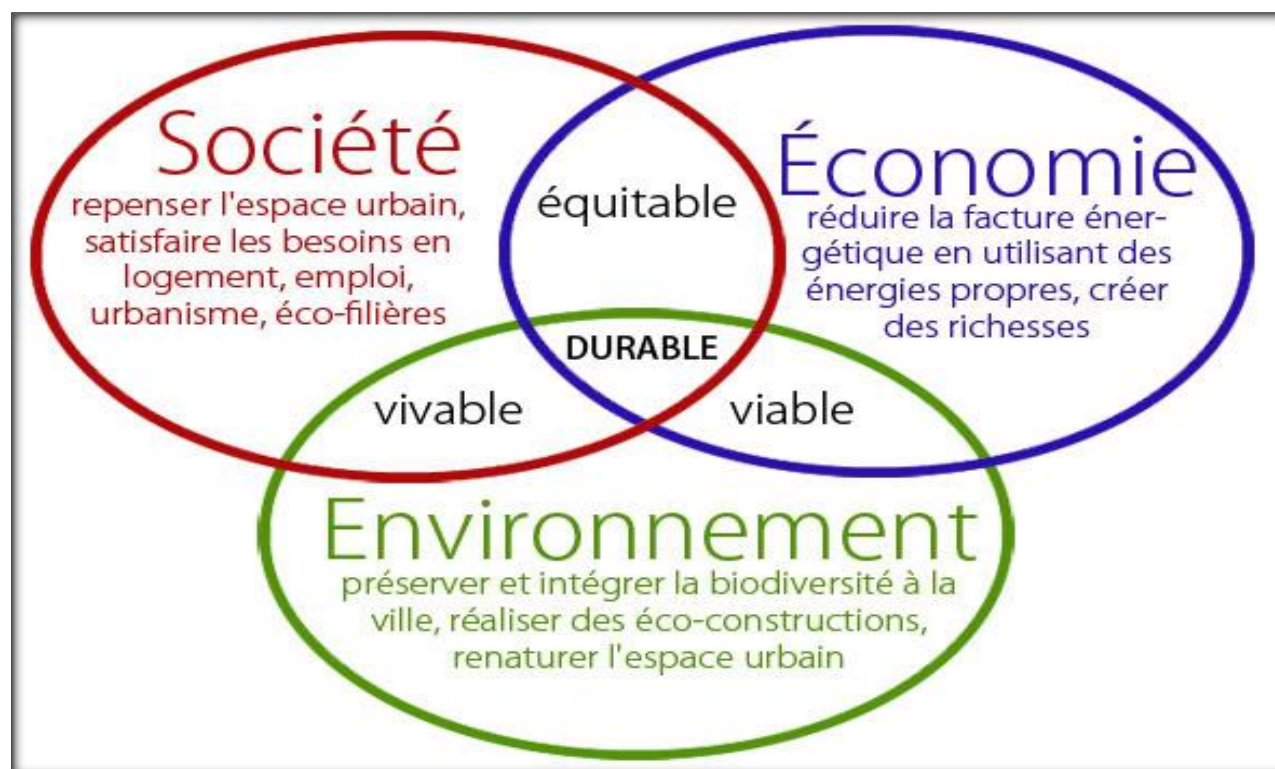 Société
repenser l'espace urbain,
satisfaire les besoins en
logement, emploi,
urbanisme, éco-filières
équitable
Économie
réduire la facture éner-
gétique en utilisant des
énergies propres, créer
des richesses
DURABLE
vivable
viable
Environnement
préserver et intégrer la biodiversité à la
ville, réaliser des éco-constructions,
renaturer l'espace urbain